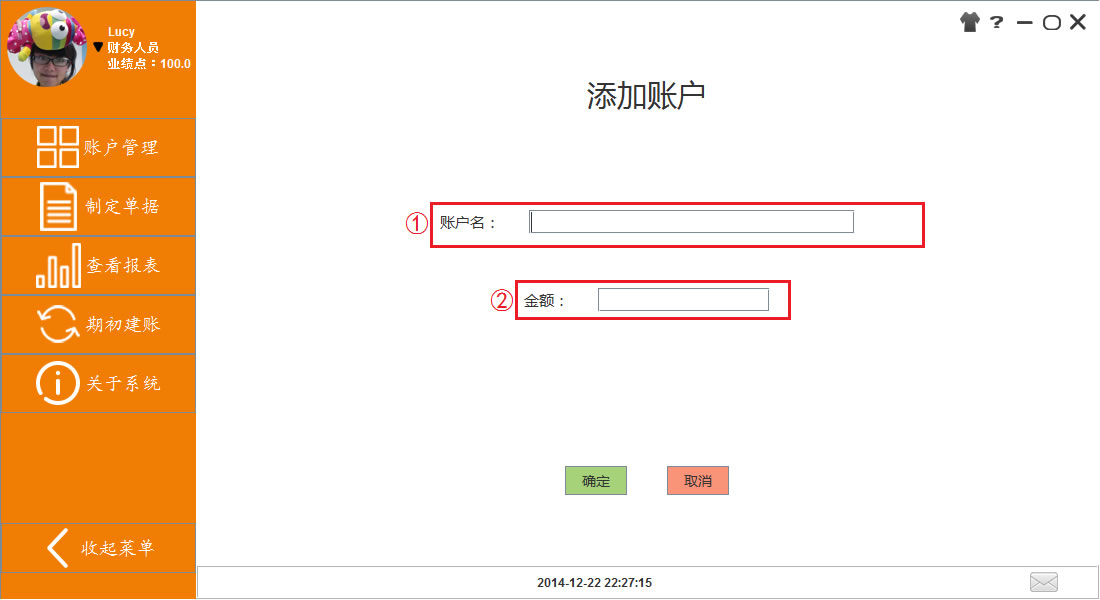 Lucy
财务人员
业绩点：100.0
账户管理
制定单据
查看报表
期初建账
关于系统
收起菜单
?
添加账户
① 账户名：
② 金额：
确定 取消
2014-12-22 22:27:15